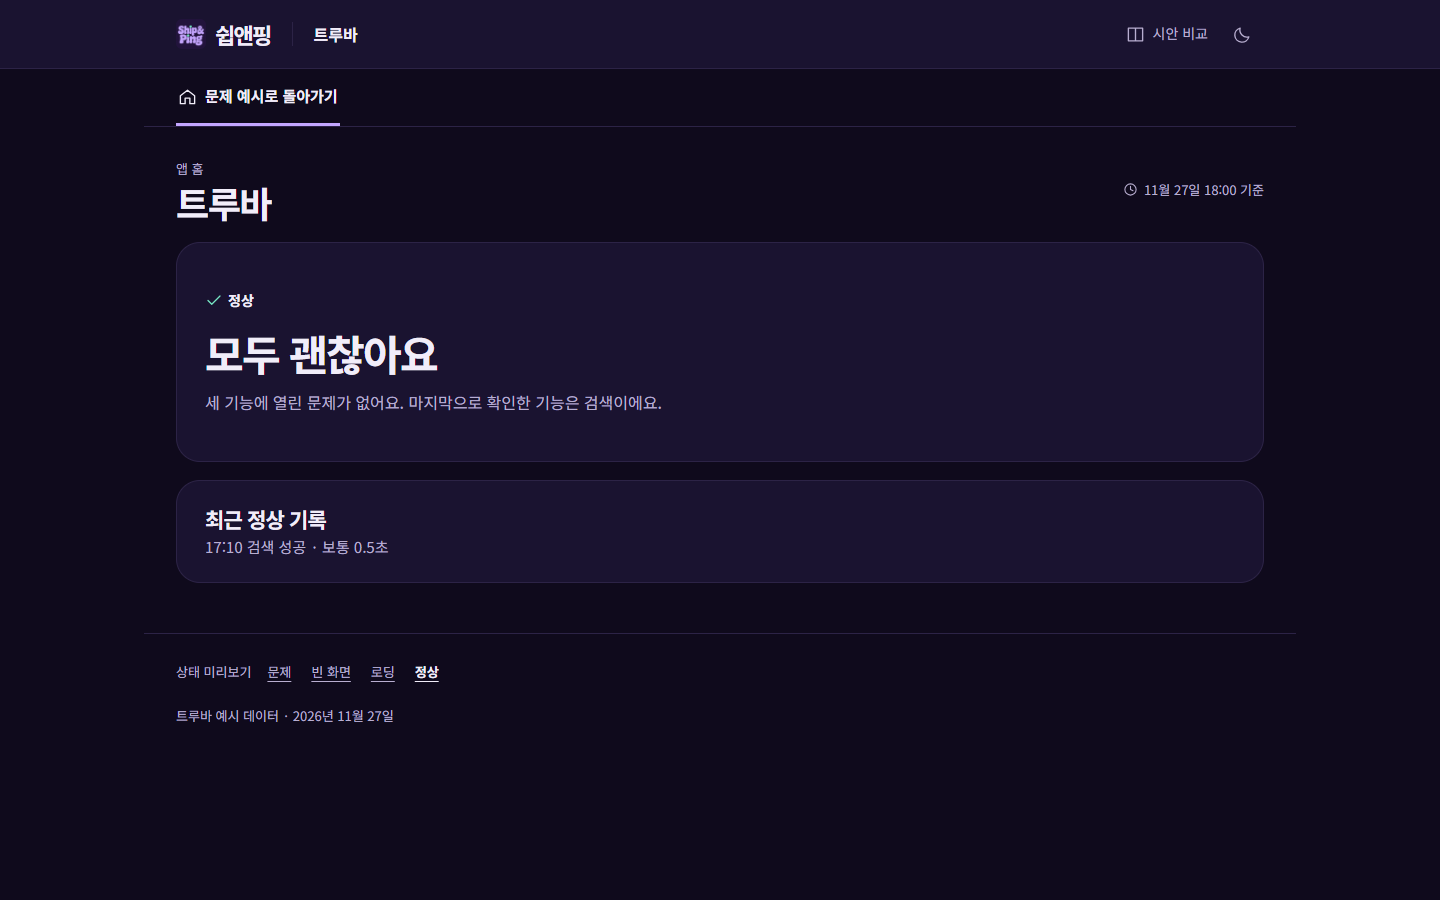 Ship&
Ping
쉽앤핑
트루바
시안 비교
문제 예시로 돌아가기
앱 홈
트루바
11월 27일 18:00 기준
정상
모두 괜찮아요
세 기능에 열린 문제가 없어요. 마지막으로 확인한 기능은 검색이에요.
최근 정상 기록
17:10 검색 성공 · 보통 0.5초
상태 미리보기 문제 빈 화면 로딩 정상
트루바 예시 데이터 · 2026년 11월 27일